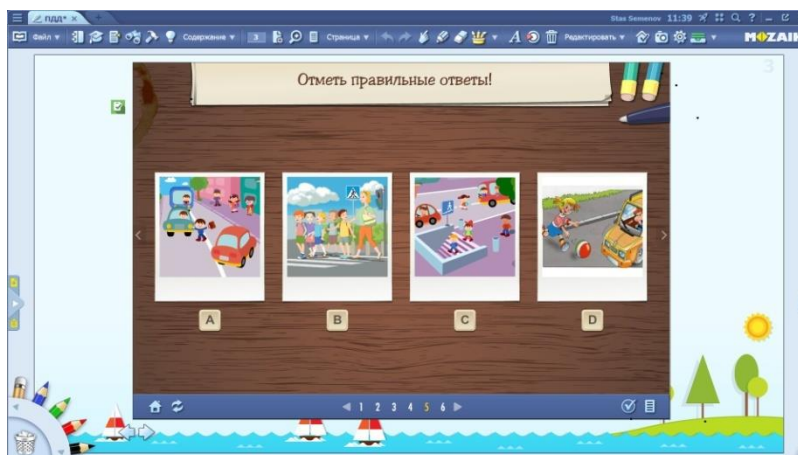 ПДД*
Stas Semenov 11:39
Файл
Содержание
3
Страница
A
Редактировать
MOZAIK
3
Отметь правильные ответы!
A
B
C
D
1 2 3 4 5 6